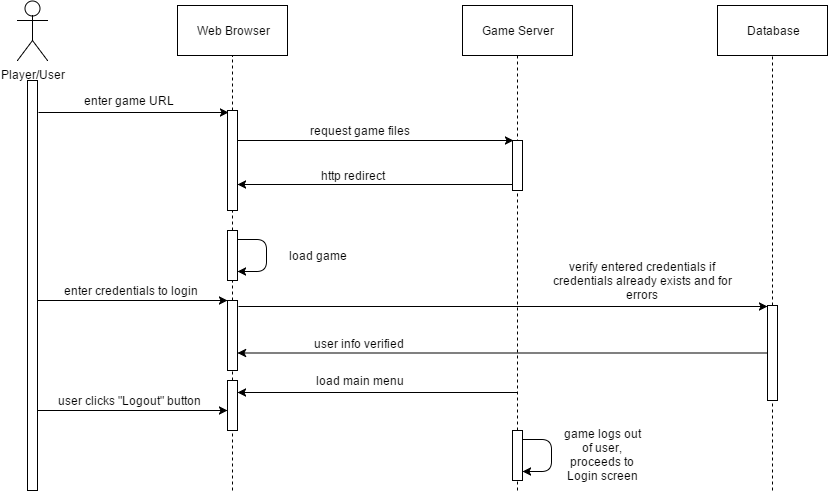 Web Browser
Game Server
Database
Player/User
enter game URL
request game files
http redirect
load game
verify entered credentials if
credentials already exists and for
errors
enter credentials to login
user info verified
load main menu
user clicks "Logout" button
game logs out
of user,
proceeds to
Login screen